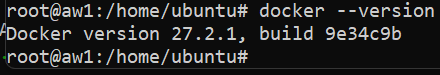 root@aw1:/home/ubuntu# docker --version
Docker version 27.2.1, build 9e34c9b
root@aw1:/home/ubuntu#